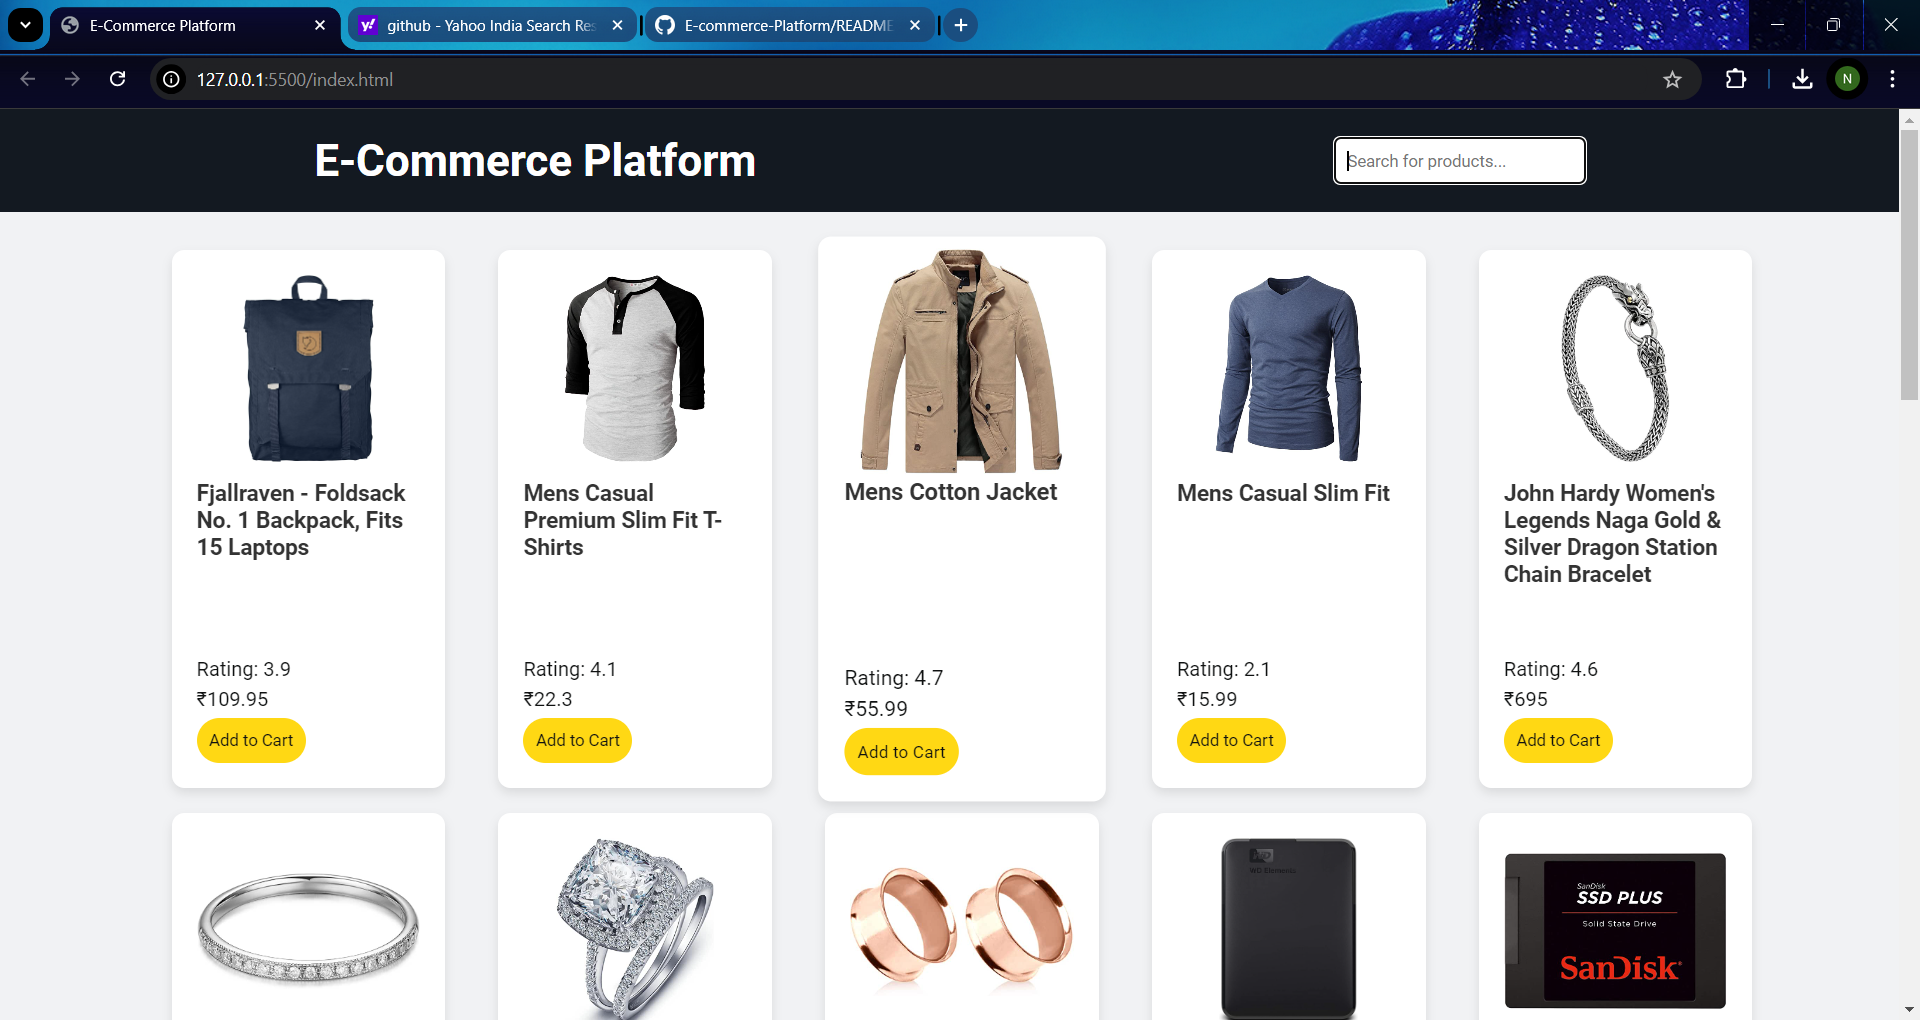 E-Commerce Platform
github - Yahoo India Search Res
E-commerce-Platform/README
127.0.0.1:5500/index.html
N
E-Commerce Platform
Search for products...
Fjallraven - Foldsack
No. 1 Backpack, Fits
15 Laptops
Rating: 3.9
₹109.95
Add to Cart
Mens Casual
Premium Slim Fit T-
Shirts
Rating: 4.1
₹22.3
Add to Cart
Mens Cotton Jacket
Rating: 4.7
₹55.99
Add to Cart
Mens Casual Slim Fit
Rating: 2.1
₹15.99
Add to Cart
John Hardy Women's
Legends Naga Gold &
Silver Dragon Station
Chain Bracelet
Rating: 4.6
₹695
Add to Cart
WD
WD Elements
SanDisk
SSD PLUS
Solid State Drive
SanDisk